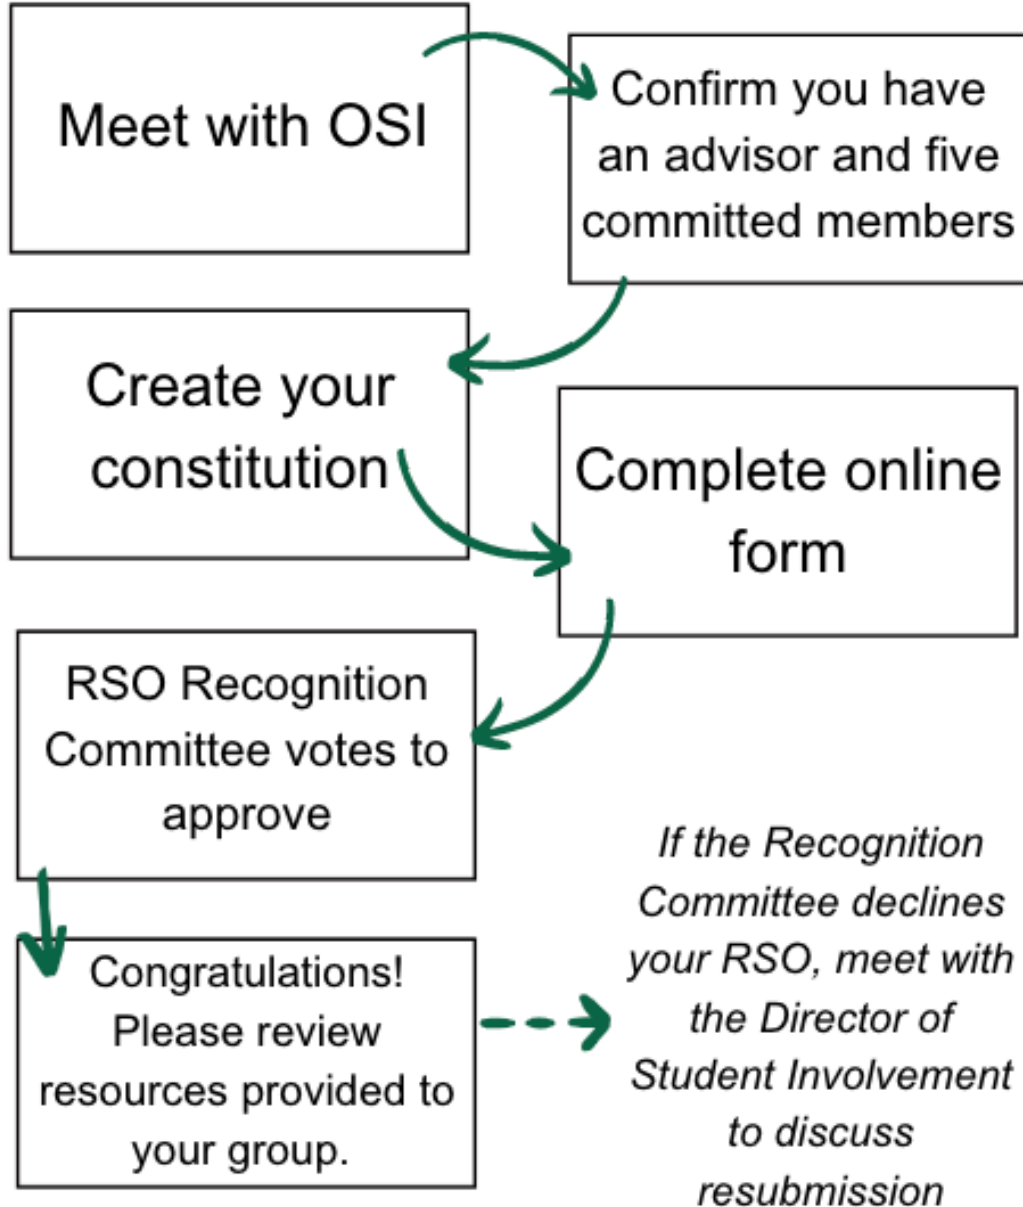 Meet with OSI
Confirm you have
an advisor and five
committed members
Create your
constitution
Complete online
form
RSO Recognition
Committee votes to
approve
Congratulations!
Please review
resources provided to
your group.
If the Recognition
Committee declines
your RSO, meet with
the Director of
Student Involvement
to discuss
resubmission